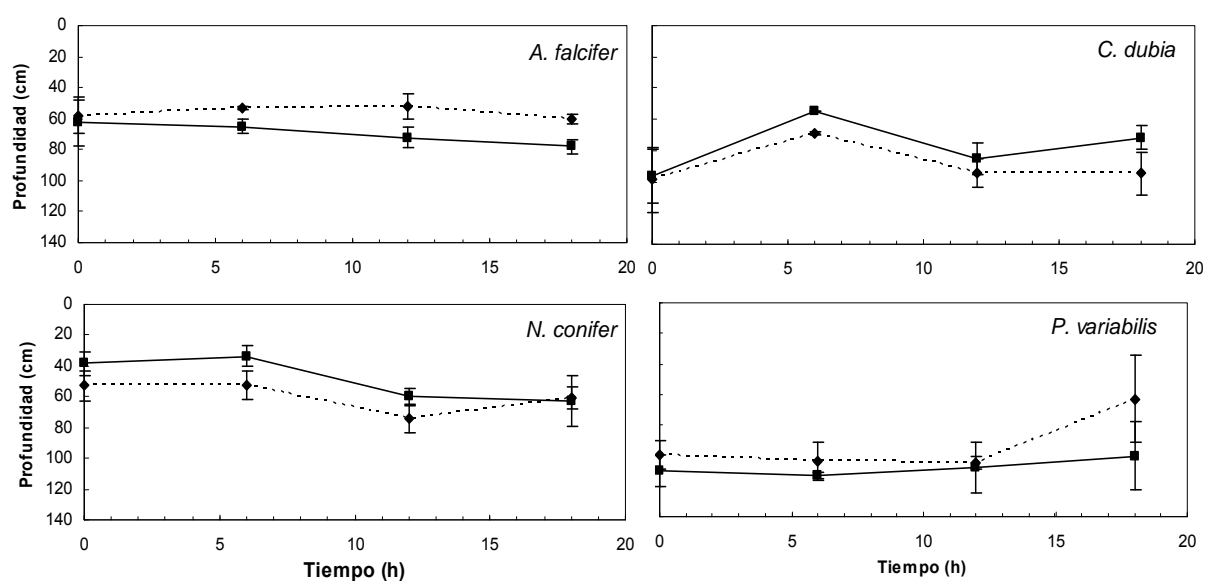 A. falcifer
C. dubia
Profundidad (cm)
0
20
40
60
80
100
120
140
0 5 10 15 20
0 5 10 15 20
N. conifer
P. variabilis
Profundidad (cm)
0
20
40
60
80
100
120
140
0 5 10 15 20
0 5 10 15 20
Tiempo (h)
Tiempo (h)